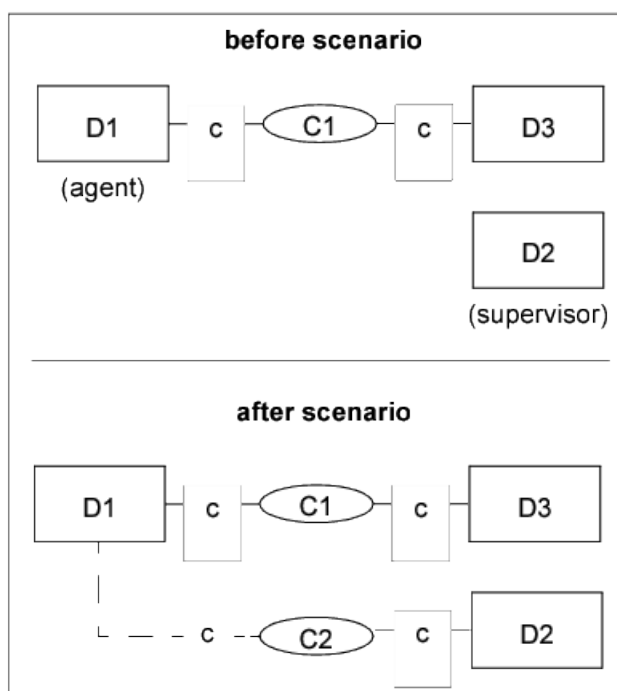 before scenario
D1 c C1 c D3
(agent)
D2
(supervisor)
after scenario
D1 c C1 c D3
c C2 c D2